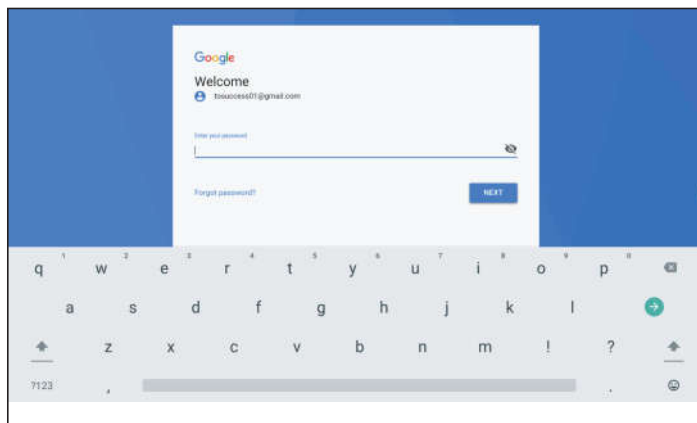 Google
Welcome
tosuccess01@gmail.com
Enter your password
Forgot password?
NEXT
1 2 3 4 5 6 7 8 9 0
q w e r t y u i o p
a s d f g h j k l
z x c v b n m ! ?
?123 , .